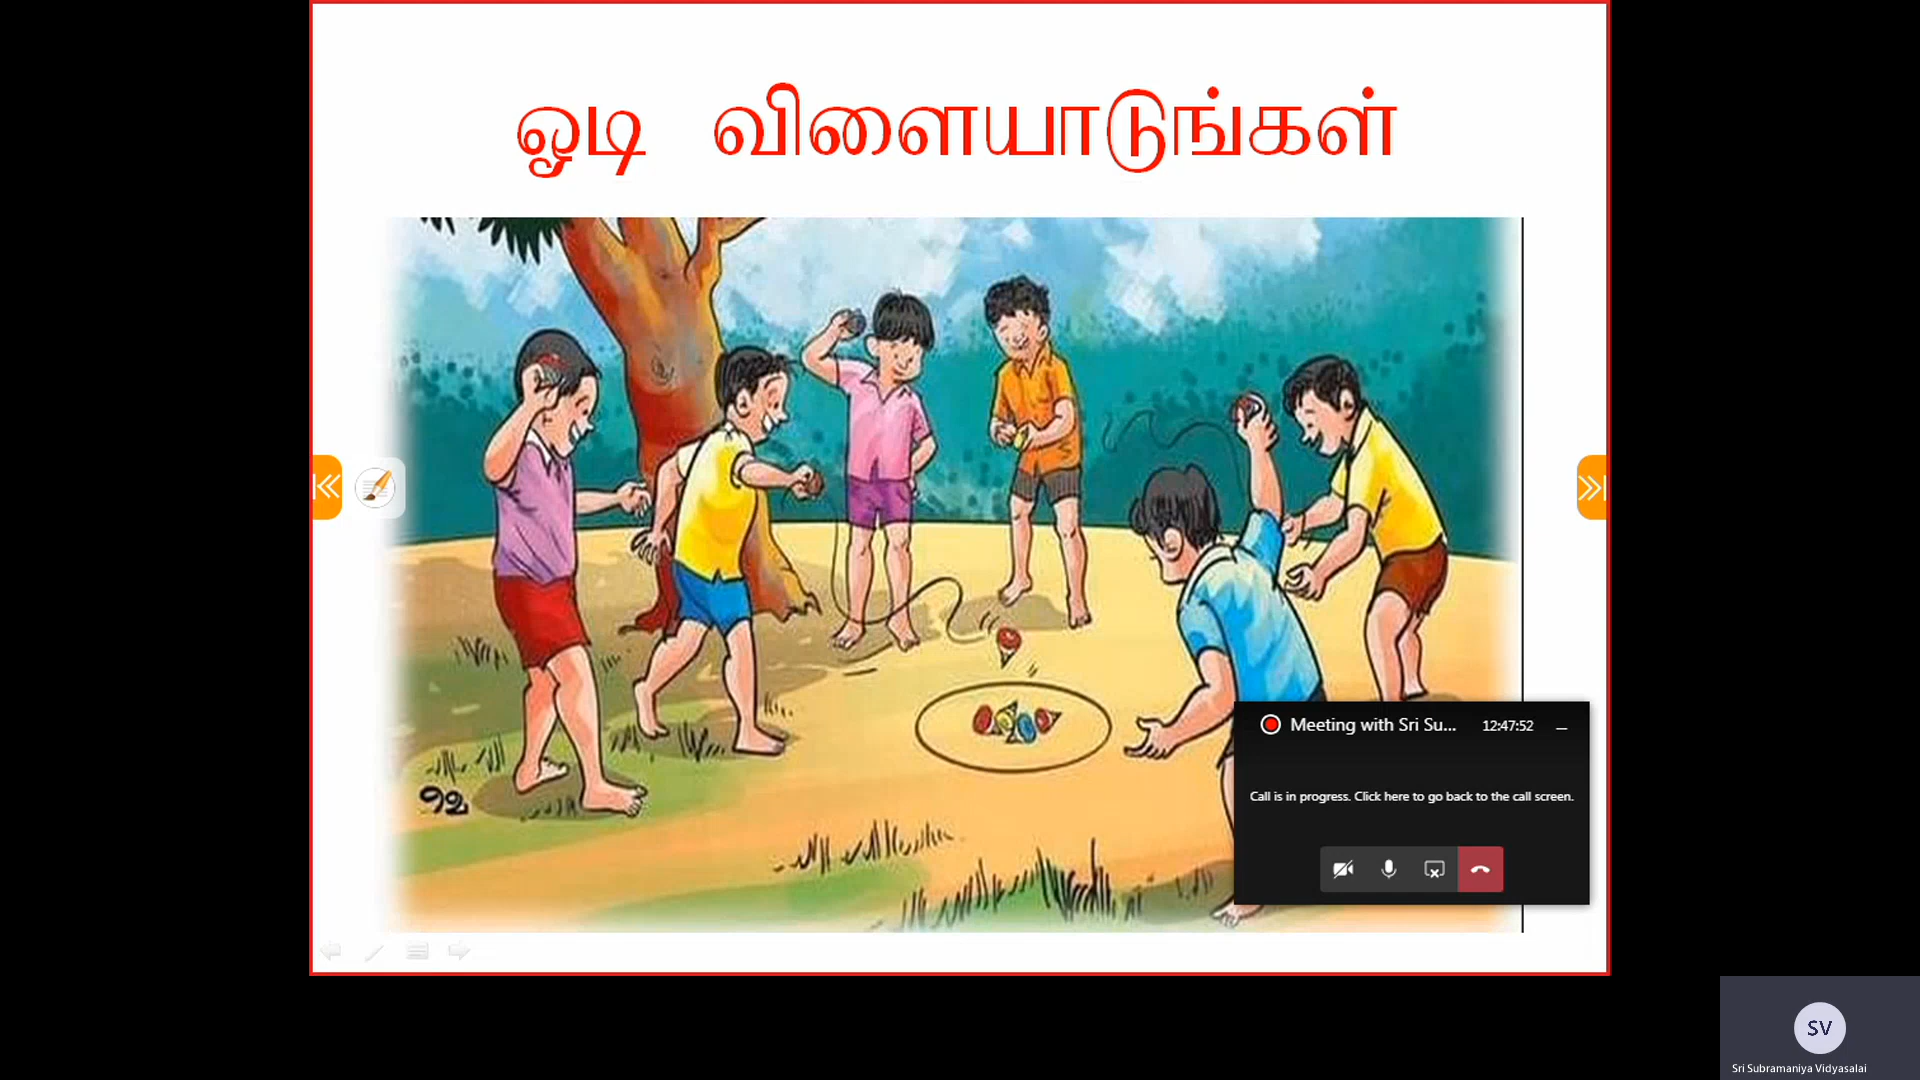 ஓடி விளையாடுங்கள்
Meeting with Sri Su... 12:47:52
Call is in progress. Click here to go back to the call screen.
SV
Sri Subramaniya Vidyasalai